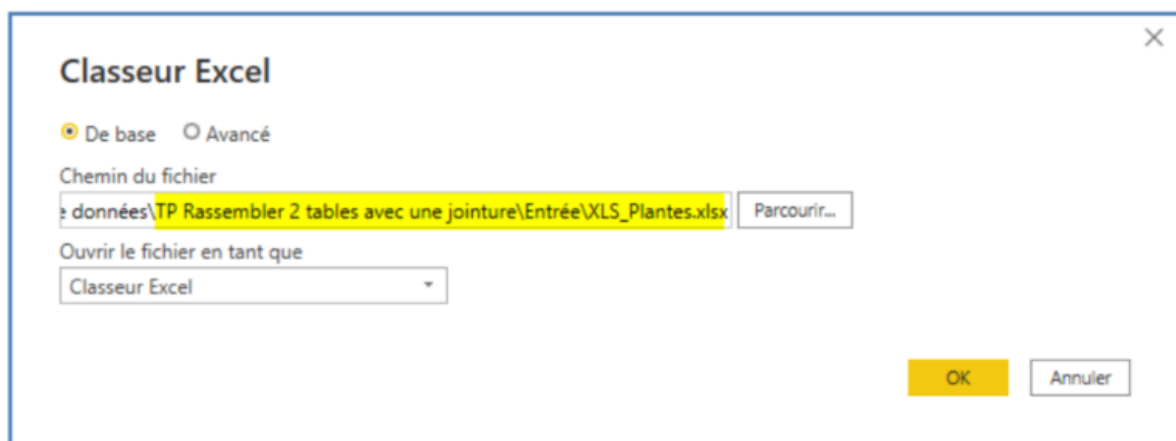 Classeur Excel
De base Avancé
Chemin du fichier
e données\TP Rassembler 2 tables avec une jointure\Entrée\XLS_Plantes.xlsx Parcourir...
Ouvrir le fichier en tant que
Classeur Excel
OK Annuler